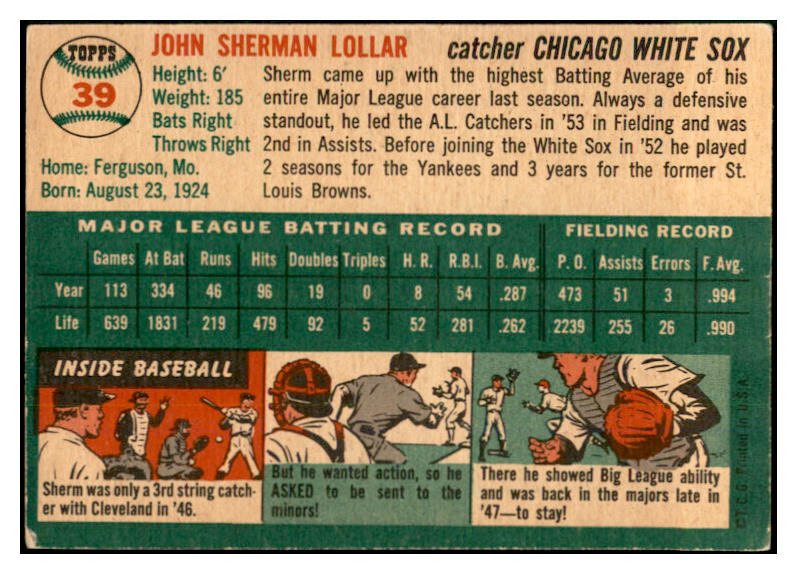 TOPPS
39
JOHN SHERMAN LOLLAR catcher CHICAGO WHITE SOX
Height: 6'
Weight: 185
Bats Right
Throws Right
Home: Ferguson, Mo.
Born: August 23, 1924
Sherm came up with the highest Batting Average of his
entire Major League career last season. Always a defensive
standout, he led the A.L. Catchers in '53 in Fielding and was
2nd in Assists. Before joining the White Sox in '52 he played
2 seasons for the Yankees and 3 years for the former St.
Louis Browns.
MAJOR LEAGUE BATTING RECORD FIELDING RECORD
Games At Bat Runs Hits Doubles Triples H. R. R.B.I. B. Avg. P. O. Assists Errors F. Avg.
Year 113 334 46 96 19 0 8 54 .287 473 51 3 .994
Life 639 1831 219 479 92 5 52 281 .262 2239 255 26 .990
INSIDE BASEBALL
Sherm was only a 3rd string catch-
er with Cleveland in '46.
But he wanted action, so he
ASKED to be sent to the
minors!
There he showed Big League ability
and was back in the majors late in
'47—to stay!
©T.C.G. Printed in U.S.A.